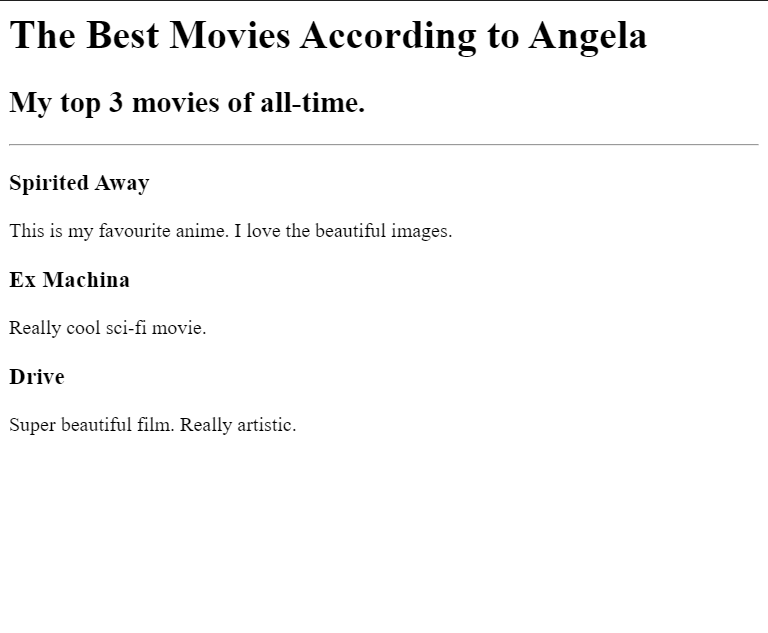 The Best Movies According to Angela
My top 3 movies of all-time.
Spirited Away
This is my favourite anime. I love the beautiful images.
Ex Machina
Really cool sci-fi movie.
Drive
Super beautiful film. Really artistic.